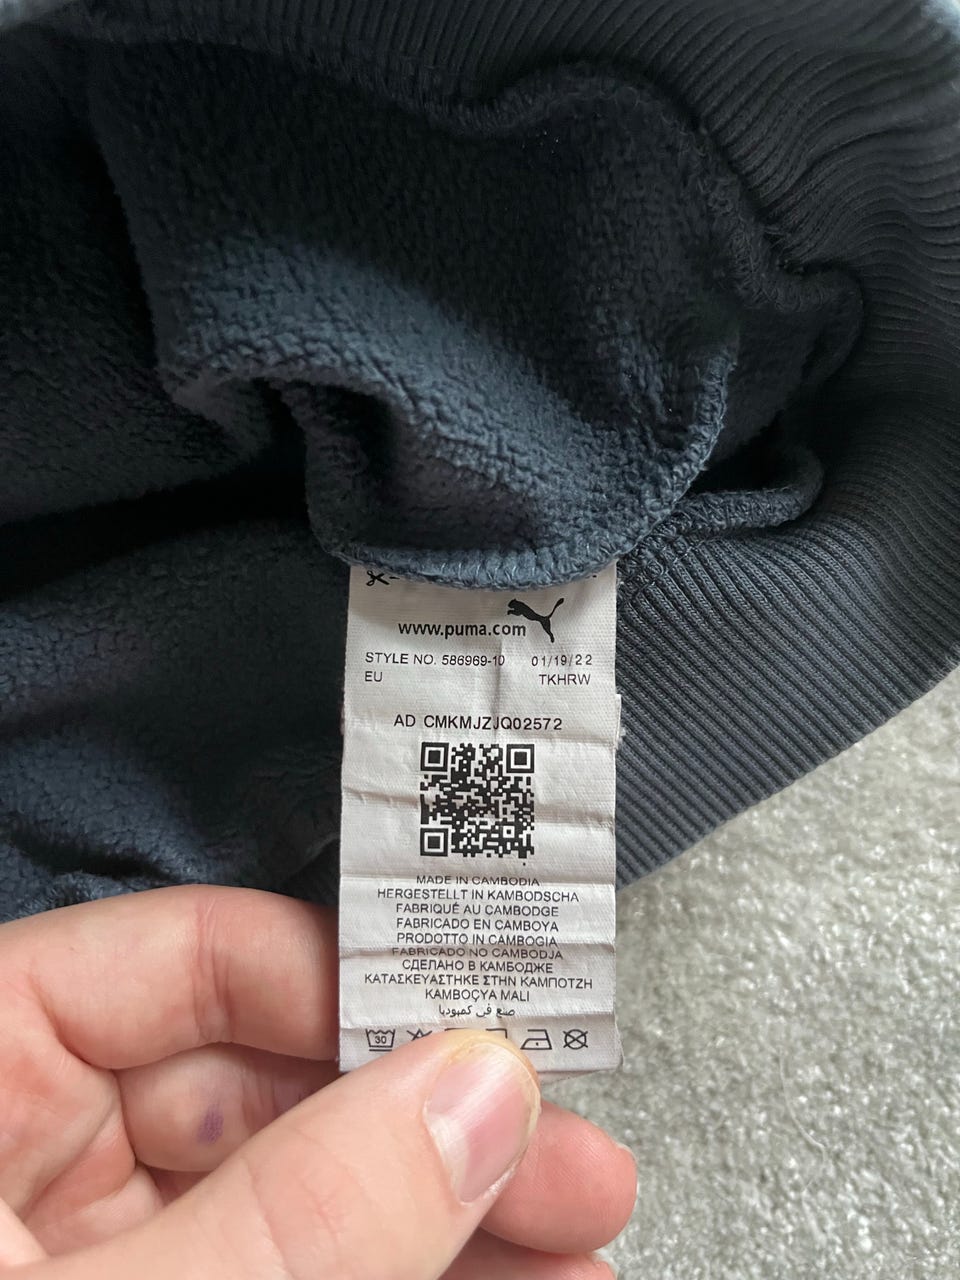 www.puma.com
STYLE NO. 586969-10 01/19/22
EU TKHRW
AD CMKMJZJQ02572
MADE IN CAMBODIA
HERGESTELLT IN KAMBODSCHA
FABRIQUÉ AU CAMBODGE
FABRICADO EN CAMBOYA
PRODOTTO IN CAMBOGIA
FABRICADO NO CAMBODJA
СДЕЛАНО В КАМБОДЖЕ
ΚΑΤΑΣΚΕΥΑΣΤΗΚΕ ΣΤΗΝ ΚΑΜΠΟΤΖΗ
KAMBOÇYA MALI
صنع في كمبوديا
30